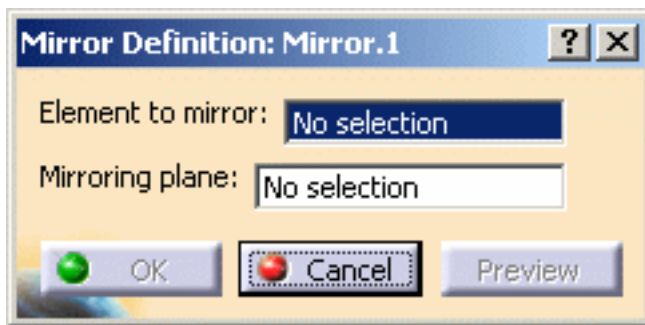 Mirror Definition: Mirror.1 ? X
Element to mirror: No selection
Mirroring plane: No selection
OK Cancel Preview